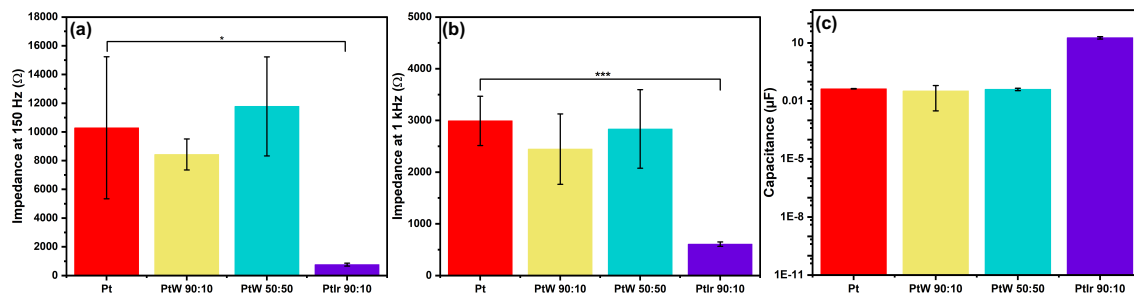 (a)
Impedance at 150 Hz (Ω)
18000
16000
14000
12000
10000
8000
6000
4000
2000
0
*
Pt
PtW 90:10
PtW 50:50
PtIr 90:10
(b)
Impedance at 1 kHz (Ω)
5000
4000
3000
2000
1000
0
***
Pt
PtW 90:10
PtW 50:50
PtIr 90:10
(c)
Capacitance (µF)
10
0.01
1E-5
1E-8
1E-11
Pt
PtW 90:10
PtW 50:50
PtIr 90:10